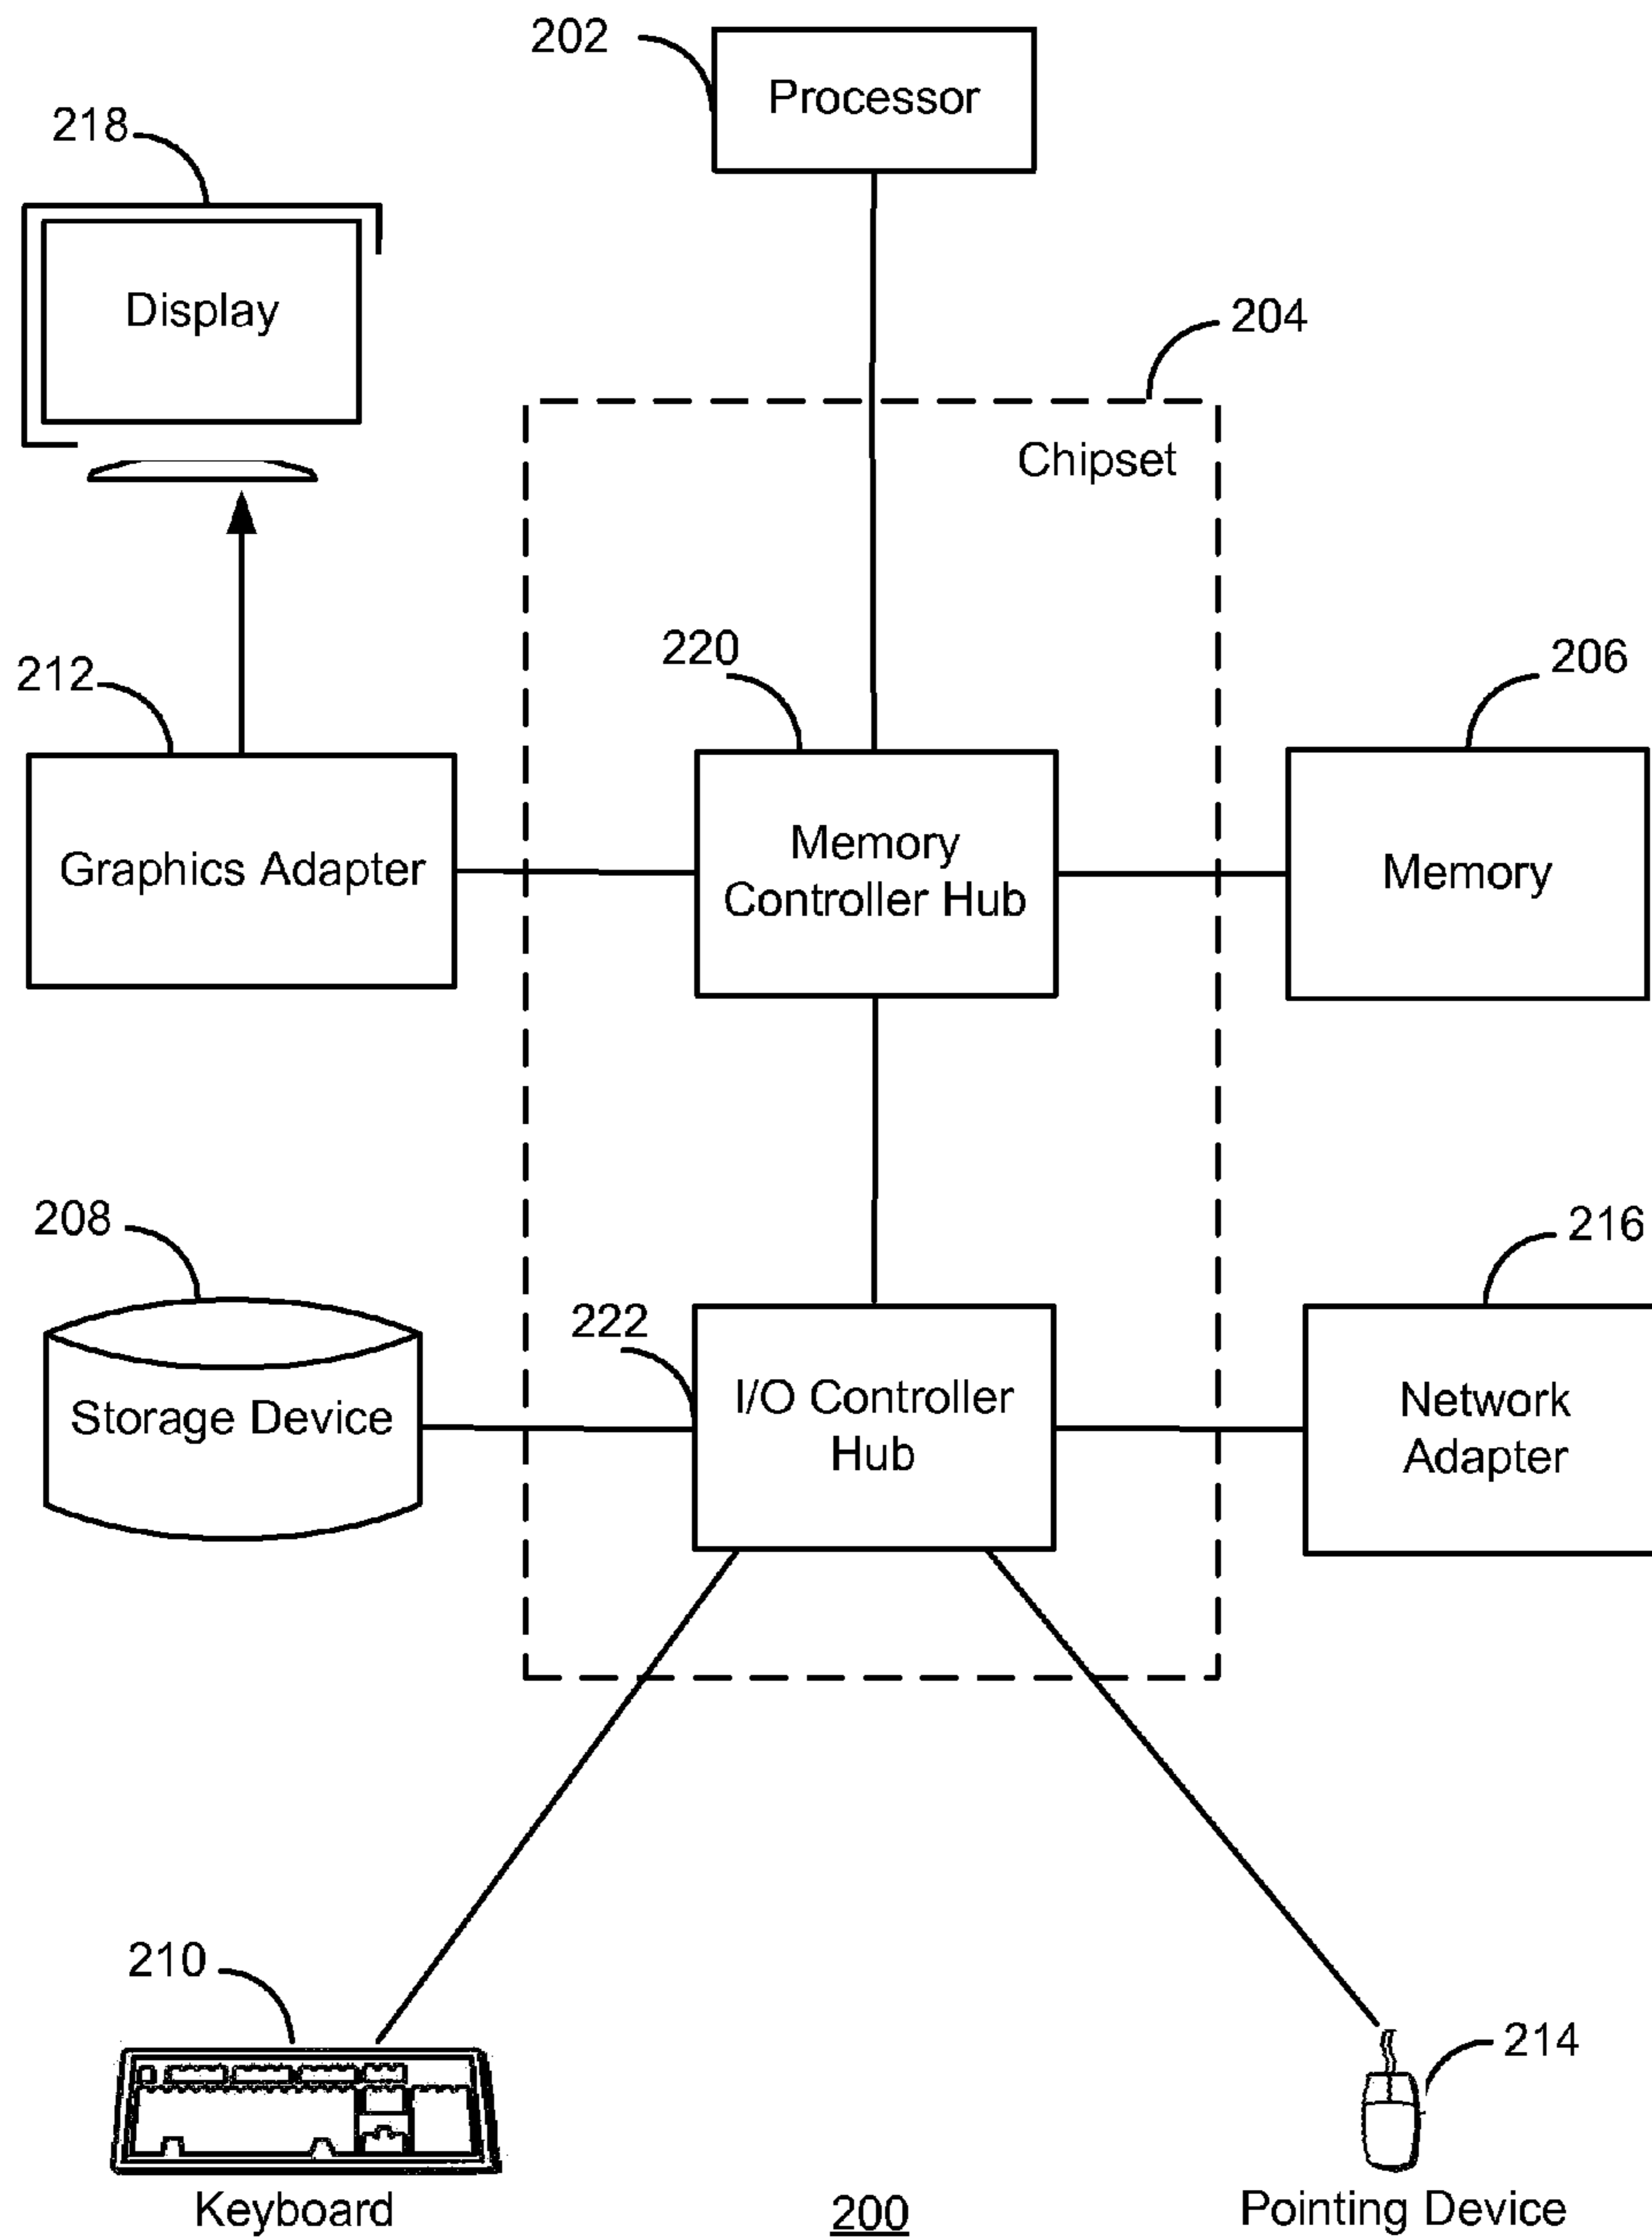 202
Processor
218
Display
204
Chipset
220
206
212
Memory
Controller Hub
Graphics Adapter
Memory
208
216
222
I/O Controller
Hub
Storage Device
Network
Adapter
210
214
Keyboard
200
Pointing Device